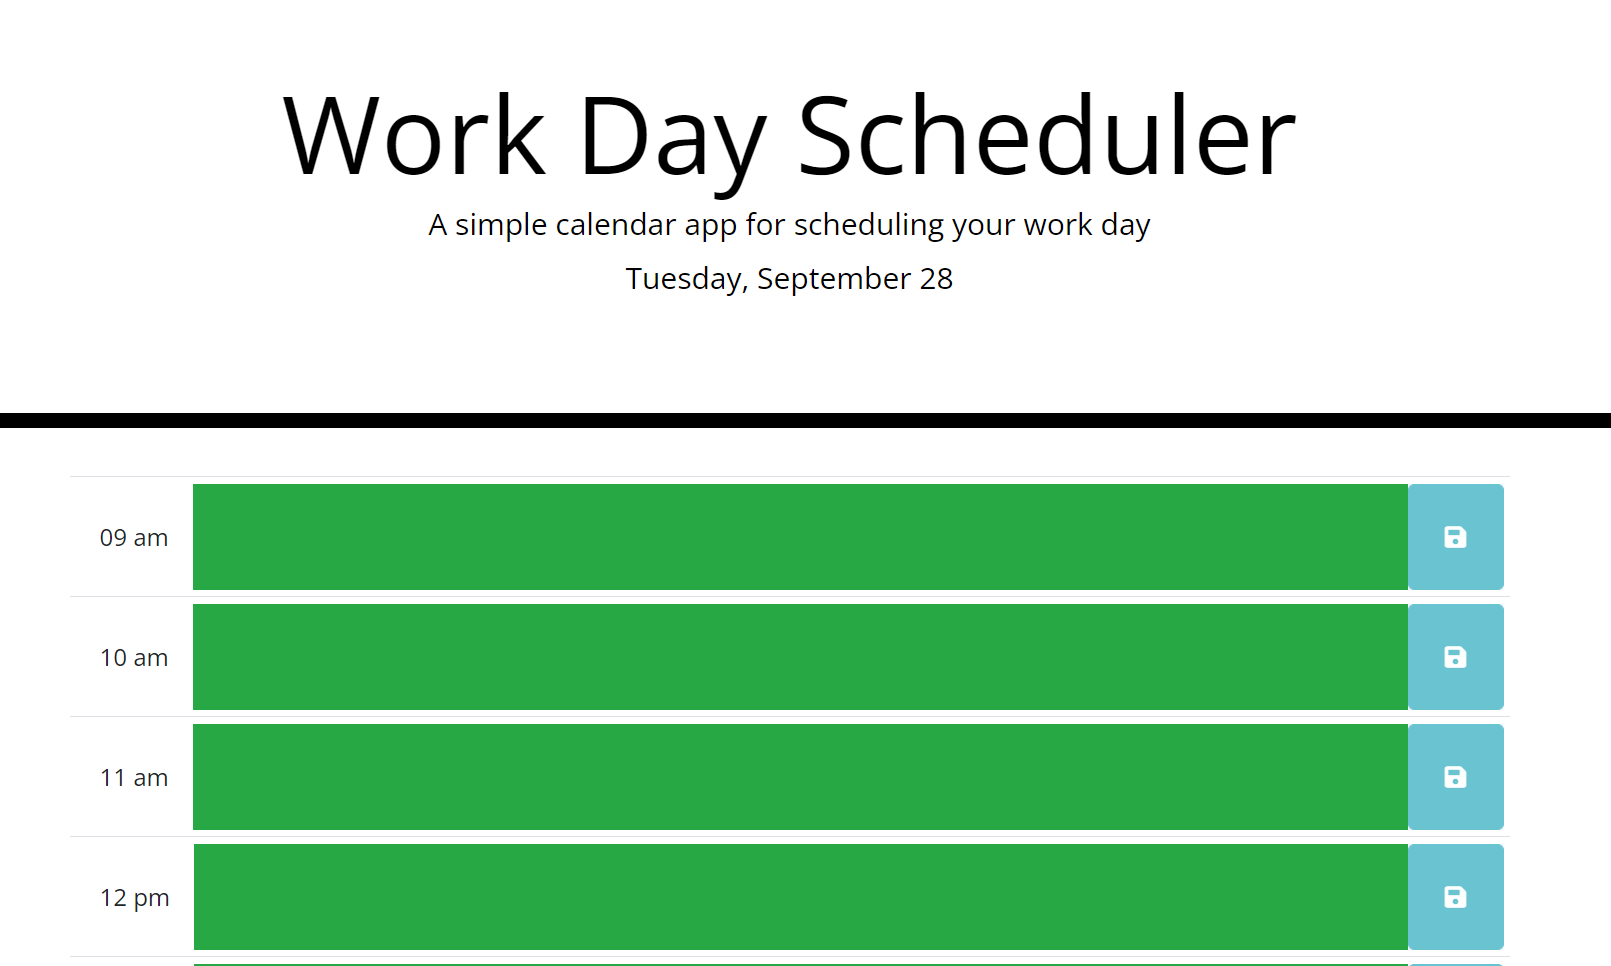 Work Day Scheduler
A simple calendar app for scheduling your work day
Tuesday, September 28
09 am
10 am
11 am
12 pm